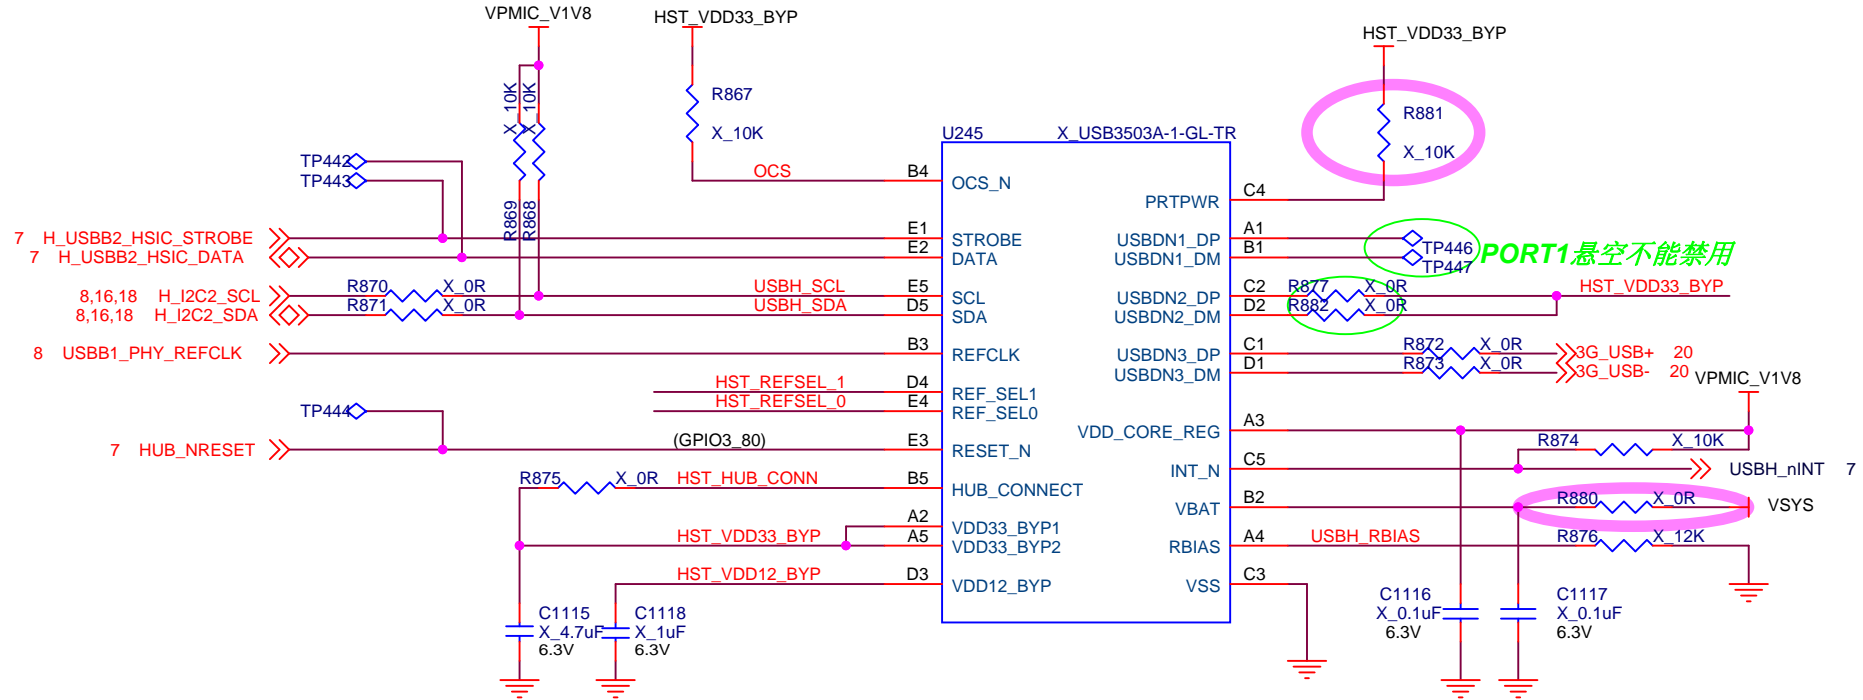 VPMIC_V1V8
HST_VDD33_BYP
HST_VDD33_BYP
X_10K
X_10K
R869
R868
R867
X_10K
R881
X_10K
U245 X_USB3503A-1-GL-TR
TP442
TP443
OCS B4 OCS_N
C4 PRTPWR
7 H_USBB2_HSIC_STROBE E1 STROBE
7 H_USBB2_HSIC_DATA E2 DATA
USBDN1_DP A1 TP446
USBDN1_DM B1 TP447
PORT1悬空不能禁用
8,16,18 H_I2C2_SCL R870 X_0R USBH_SCL E5 SCL
8,16,18 H_I2C2_SDA R871 X_0R USBH_SDA D5 SDA
USBDN2_DP C2 R877 X_0R HST_VDD33_BYP
USBDN2_DM D2 R882 X_0R
8 USBB1_PHY_REFCLK B3 REFCLK
USBDN3_DP C1 R872 X_0R 3G_USB+ 20
USBDN3_DM D1 R873 X_0R 3G_USB- 20
VPMIC_V1V8
HST_REFSEL_1 D4 REF_SEL1
HST_REFSEL_0 E4 REF_SEL0
TP444
VDD_CORE_REG A3
7 HUB_NRESET (GPIO3_80) E3 RESET_N
R874 X_10K
INT_N C5 USBH_nINT 7
R875 X_0R HST_HUB_CONN B5 HUB_CONNECT
VBAT B2 R880 X_0R VSYS
A2 VDD33_BYP1
HST_VDD33_BYP A5 VDD33_BYP2
RBIAS A4 USBH_RBIAS R876 X_12K
HST_VDD12_BYP D3 VDD12_BYP
VSS C3
C1115
X_4.7uF
6.3V
C1118
X_1uF
6.3V
C1116
X_0.1uF
6.3V
C1117
X_0.1uF
6.3V